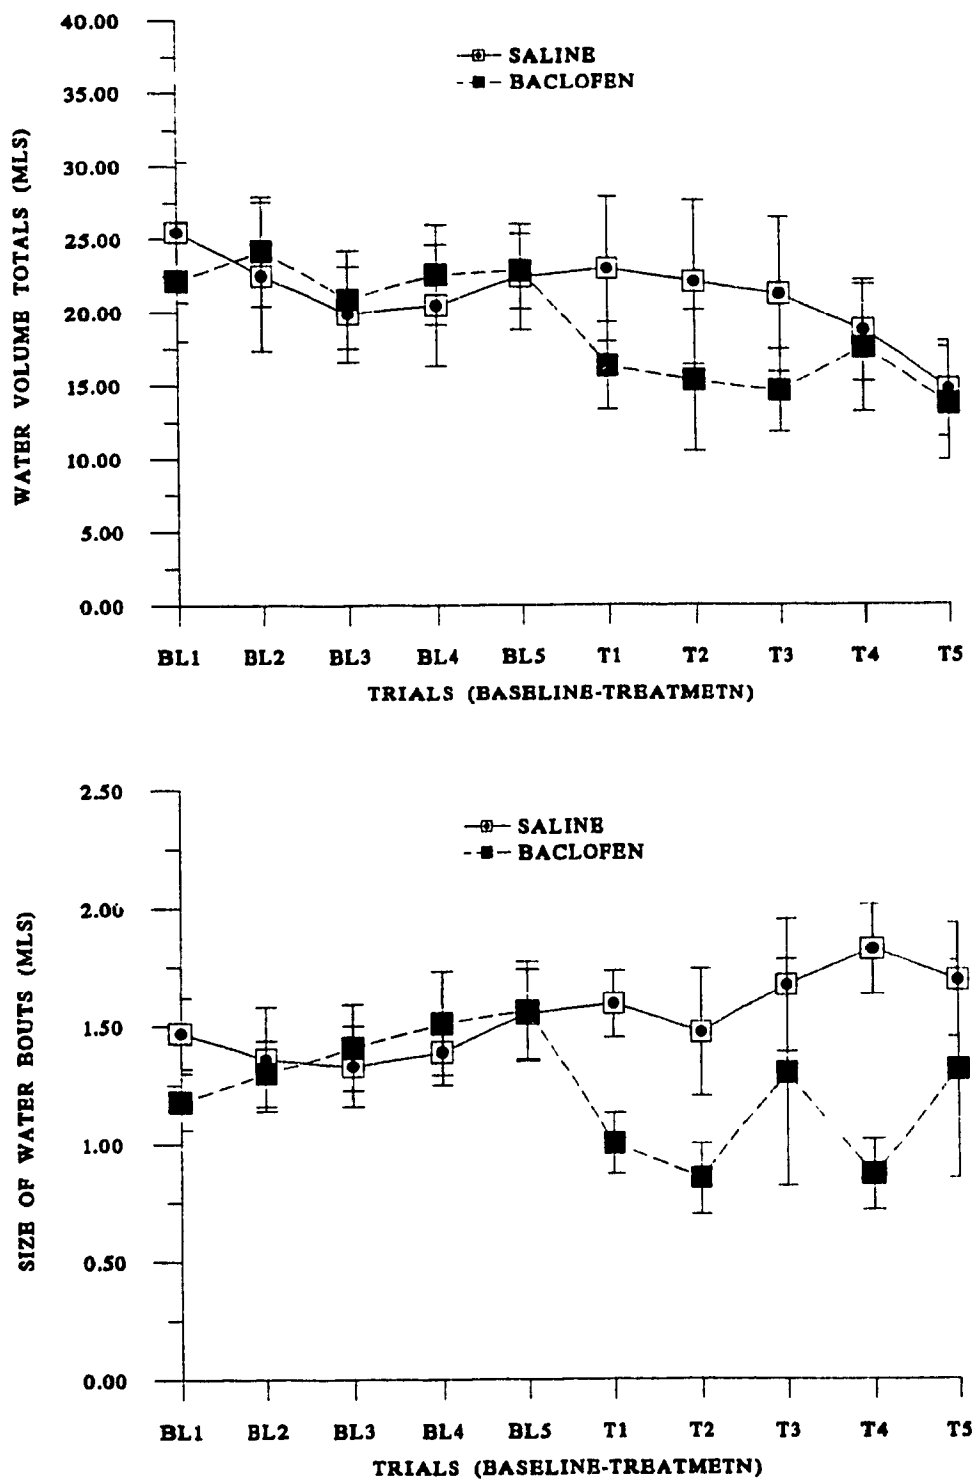 40.00
35.00
30.00
25.00
20.00
15.00
10.00
5.00
0.00
WATER VOLUME TOTALS (MLS)
SALINE
BACLOFEN
BL1 BL2 BL3 BL4 BL5 T1 T2 T3 T4 T5
TRIALS (BASELINE-TREATMETN)
2.50
2.00
1.50
1.00
0.50
0.00
SIZE OF WATER BOUTS (MLS)
SALINE
BACLOFEN
BL1 BL2 BL3 BL4 BL5 T1 T2 T3 T4 T5
TRIALS (BASELINE-TREATMETN)